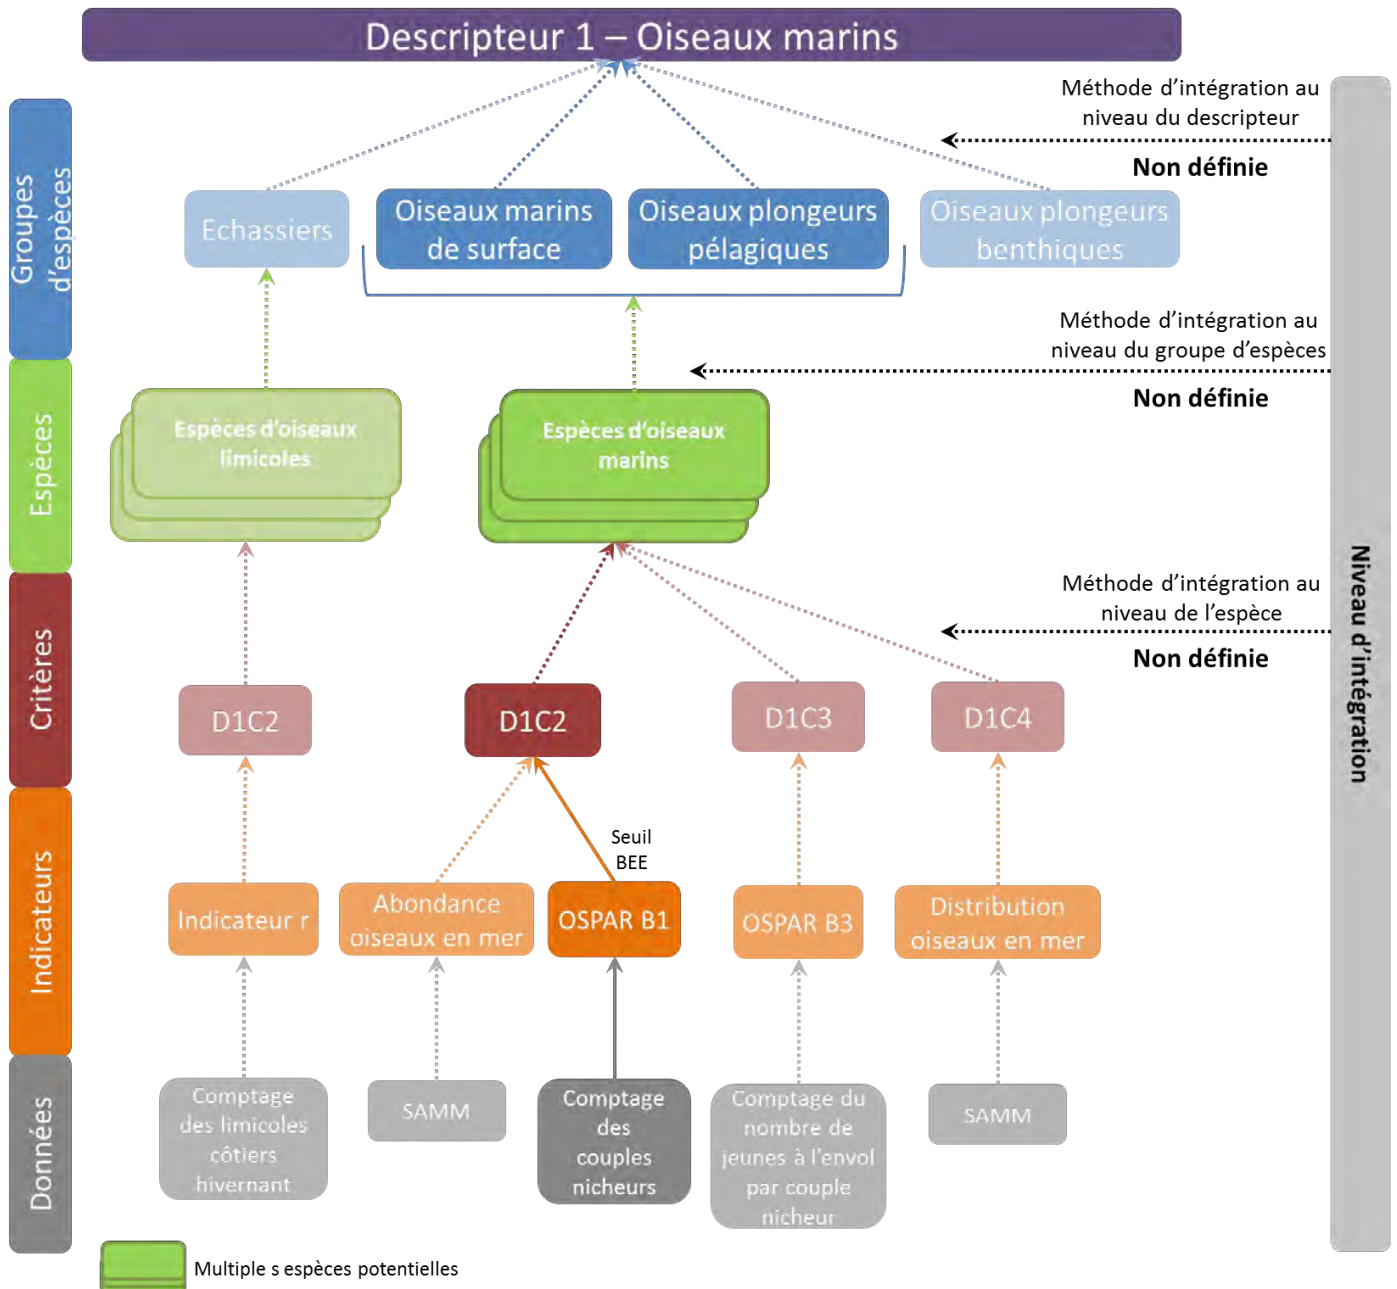 Descripteur 1 – Oiseaux marins
Méthode d'intégration au
niveau du descripteur
Non définie
Groupes
d'espèces
Echassiers
Oiseaux marins
de surface
Oiseaux plongeurs
pélagiques
Oiseaux plongeurs
benthiques
Méthode d'intégration au
niveau du groupe d'espèces
Non définie
Espèces
Espèces d'oiseaux
limicoles
Espèces d'oiseaux
marins
Niveau d'intégration
Méthode d'intégration au
niveau de l'espèce
Non définie
Critères
D1C2
D1C2
D1C3
D1C4
Seuil
BEE
Indicateurs
Indicateur r
Abondance
oiseaux en mer
OSPAR B1
OSPAR B3
Distribution
oiseaux en mer
Données
Comptage
des limicoles
côtiers
hivernant
SAMM
Comptage
des
couples
nicheurs
Comptage du
nombre de
jeunes à l'envol
par couple
nicheur
SAMM
Multiple s espèces potentielles